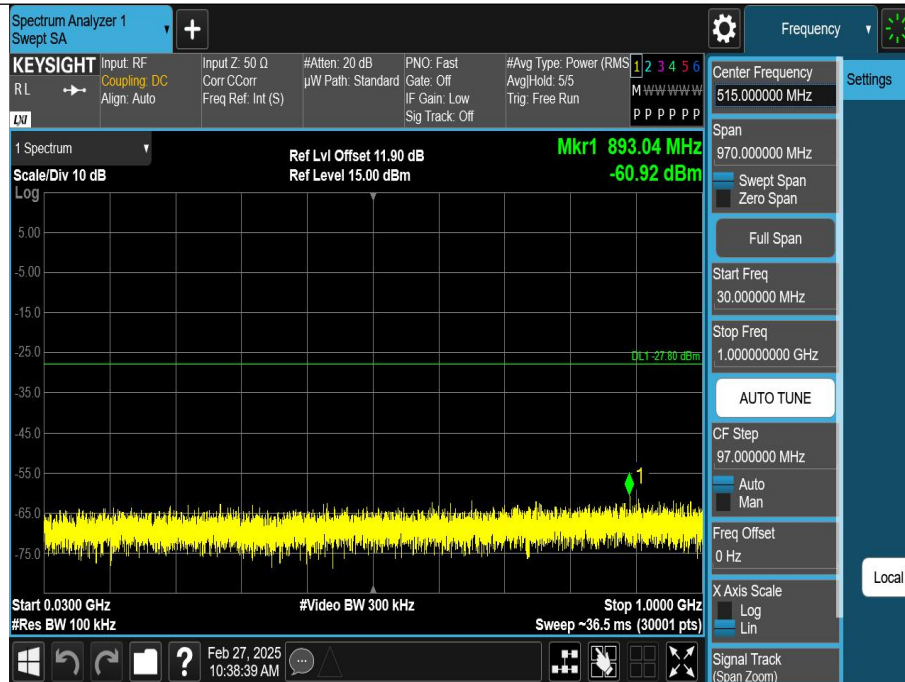 Spectrum Analyzer 1
Swept SA
Frequency
KEYSIGHT
RL
LXI
Input: RF
Coupling: DC
Align: Auto
Input Z: 50 Ω
Corr CCorr
Freq Ref: Int (S)
#Atten: 20 dB
µW Path: Standard
PNO: Fast
Gate: Off
IF Gain: Low
Sig Track: Off
#Avg Type: Power (RMS
Avg|Hold: 5/5
Trig: Free Run
1 2 3 4 5 6
M W W W W W
P P P P P P
1 Spectrum
Scale/Div 10 dB
Log
Ref Lvl Offset 11.90 dB
Ref Level 15.00 dBm
Mkr1 893.04 MHz
-60.92 dBm
5.00
-5.00
-15.0
-25.0
-35.0
-45.0
-55.0
-65.0
-75.0
DL1 -27.80 dBm
1
Start 0.0300 GHz
#Res BW 100 kHz
#Video BW 300 kHz
Stop 1.0000 GHz
Sweep ~36.5 ms (30001 pts)
Center Frequency
515.000000 MHz
Settings
Span
970.000000 MHz
Swept Span
Zero Span
Full Span
Start Freq
30.000000 MHz
Stop Freq
1.000000000 GHz
AUTO TUNE
CF Step
97.000000 MHz
Auto
Man
Freq Offset
0 Hz
Local
X Axis Scale
Log
Lin
Signal Track
(Span Zoom)
?
Feb 27, 2025
10:38:39 AM